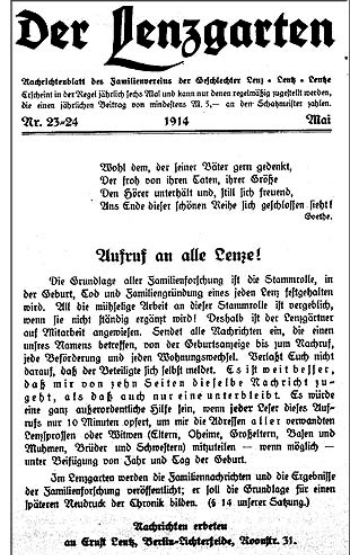 Der Lenzgarten
Nachrichtenblatt des Familienvereins der Geschlechter Lenz - Lentz - Lentze
Erscheint in der Regel jährlich sechs Mal und kann nur denen regelmäßig zugestellt werden,
die einen jährlichen Beitrag von mindestens M. 3,— an den Schatzmeister zahlen.
Nr. 23-24 1914 Mai
Wohl dem, der seiner Väter gern gedenkt,
Der froh von ihren Taten, ihrer Größe
Den Hörer unterhält und, still sich freuend,
Ans Ende dieser schönen Reihe sich geschlossen sieht!
Goethe.
Aufruf an alle Lenze!
Die Grundlage aller Familienforschung ist die Stammrolle, in
der Geburt, Tod und Familiengründung eines jeden Lenz festgehalten
wird. All die mühselige Arbeit an dieser Stammrolle ist vergeblich,
wenn sie nicht ständig ergänzt wird! Deshalb ist der Lenzgärtner
auf Mitarbeit angewiesen. Sendet alle Nachrichten ein, die einen
unsres Namens betreffen, von der Geburtsanzeige bis zum Nachruf,
jede Beförderung und jeden Wohnungswechsel. Verlaßt Euch nicht
darauf, daß der Beteiligte sich selbst meldet. Es ist weit besser,
daß mir von zehn Seiten dieselbe Nachricht zu-
geht, als daß auch nur eine unterbleibt. Es würde
eine ganz außerordentliche Hilfe sein, wenn jeder Leser dieses Auf-
rufs nur 10 Minuten opfert, um mir die Adressen aller verwandten
Lenzsprossen oder Witwen (Eltern, Oheime, Großeltern, Basen und
Muhmen, Brüder und Schwestern) mitzuteilen — wenn möglich —
unter Beifügung von Jahr und Tag der Geburt.
Im Lenzgarten werden die Familiennachrichten und die Ergebnisse
der Familienforschung veröffentlicht; er soll die Grundlage für einen
späteren Neudruck der Chronik bilden. (§ 14 unserer Satzung.)
Nachrichten erbeten
an Ernst Lentz, Berlin-Lichterfelde, Roonstr. 31.